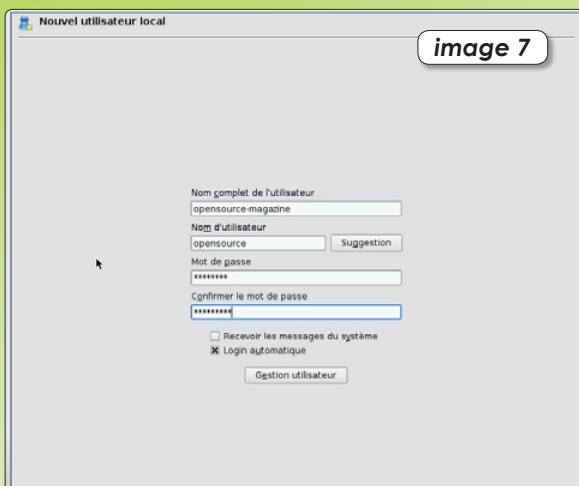 Nouvel utilisateur local
image 7
Nom complet de l'utilisateur
opensource-magazine
Nom d'utilisateur
opensource
Suggestion
Mot de passe
********
Confirmer le mot de passe
*********
Recevoir les messages du système
Login automatique
Gestion utilisateur